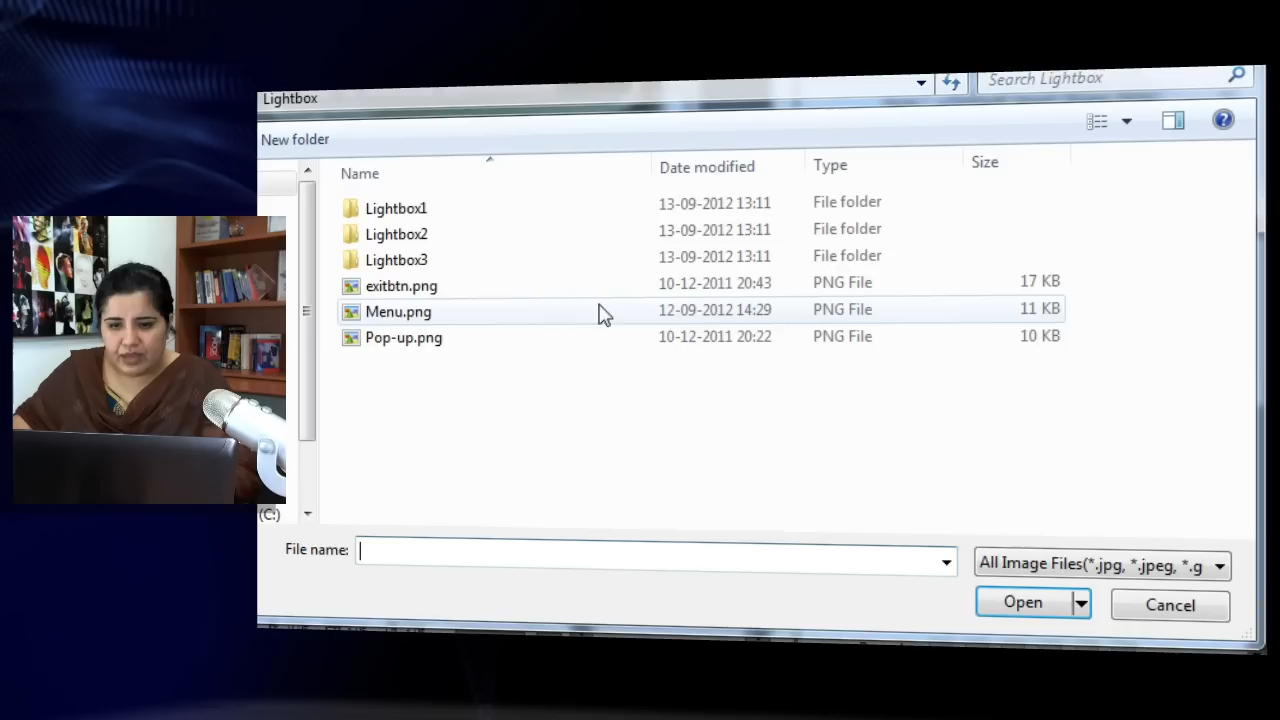 Lightbox
Search Lightbox
New folder
Name Date modified Type Size
Lightbox1 13-09-2012 13:11 File folder
Lightbox2 13-09-2012 13:11 File folder
Lightbox3 13-09-2012 13:11 File folder
exitbtn.png 10-12-2011 20:43 PNG File 17 KB
Menu.png 12-09-2012 14:29 PNG File 11 KB
Pop-up.png 10-12-2011 20:22 PNG File 10 KB
(C:)
File name: All Image Files(*.jpg, *.jpeg, *.g
Open Cancel